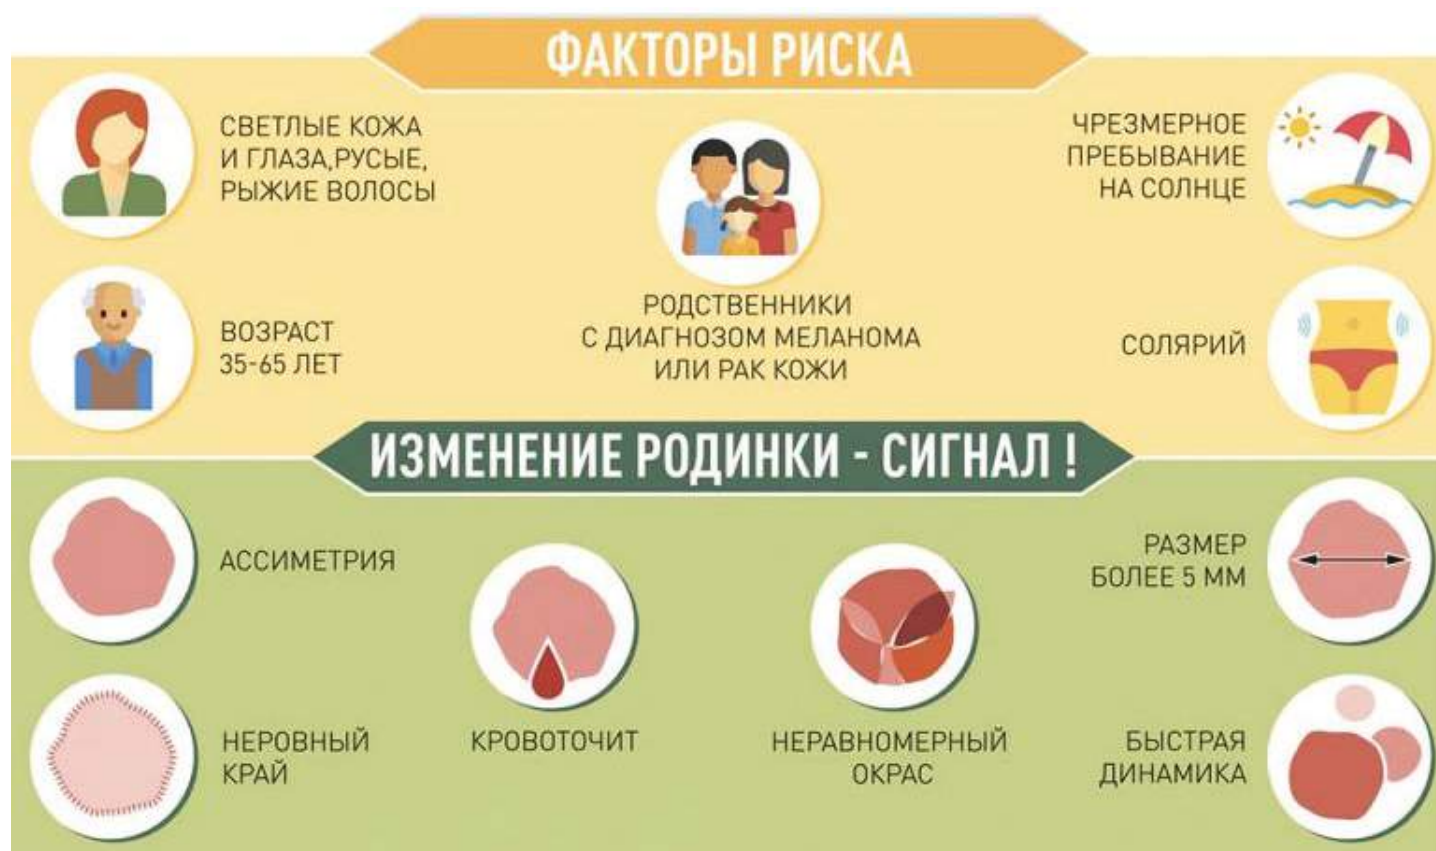 ФАКТОРЫ РИСКА
СВЕТЛЫЕ КОЖА
И ГЛАЗА,РУСЫЕ,
РЫЖИЕ ВОЛОСЫ
ВОЗРАСТ
35-65 ЛЕТ
РОДСТВЕННИКИ
С ДИАГНОЗОМ МЕЛАНОМА
ИЛИ РАК КОЖИ
ЧРЕЗМЕРНОЕ
ПРЕБЫВАНИЕ
НА СОЛНЦЕ
СОЛЯРИЙ
ИЗМЕНЕНИЕ РОДИНКИ - СИГНАЛ !
АССИМЕТРИЯ
НЕРОВНЫЙ
КРАЙ
КРОВОТОЧИТ
НЕРАВНОМЕРНЫЙ
ОКРАС
РАЗМЕР
БОЛЕЕ 5 ММ
БЫСТРАЯ
ДИНАМИКА